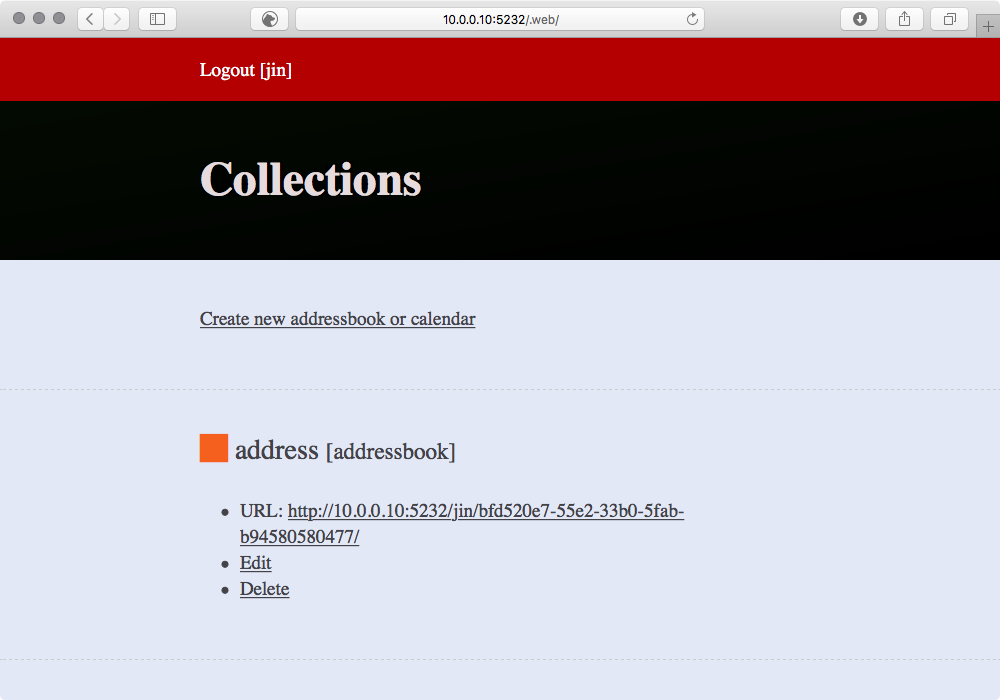 10.0.0.10:5232/.web/
Logout [jin]
Collections
Create new addressbook or calendar
address [addressbook]
URL: http://10.0.0.10:5232/jin/bfd520e7-55e2-33b0-5fab-
b94580580477/
Edit
Delete